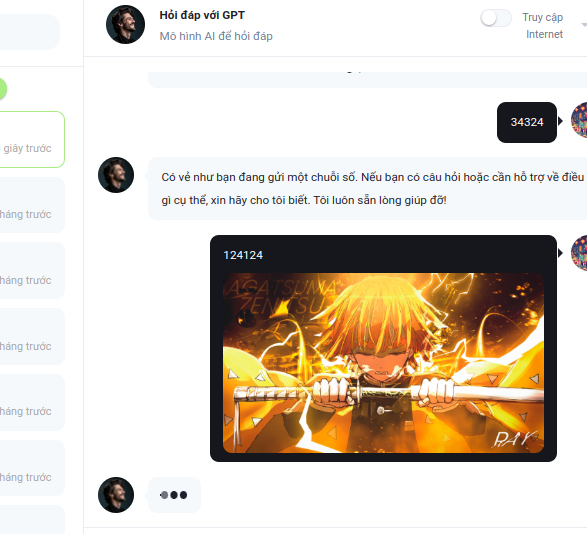 Hỏi đáp với GPT
Mô hình AI để hỏi đáp
Truy cập
Internet
giây trước
háng trước
háng trước
háng trước
háng trước
háng trước
34324
Có vẻ như bạn đang gửi một chuỗi số. Nếu bạn có câu hỏi hoặc cần hỗ trợ về điều
gì cụ thể, xin hãy cho tôi biết. Tôi luôn sẵn lòng giúp đỡ!
124124
AGATSUMA
ZENITSU
RAY